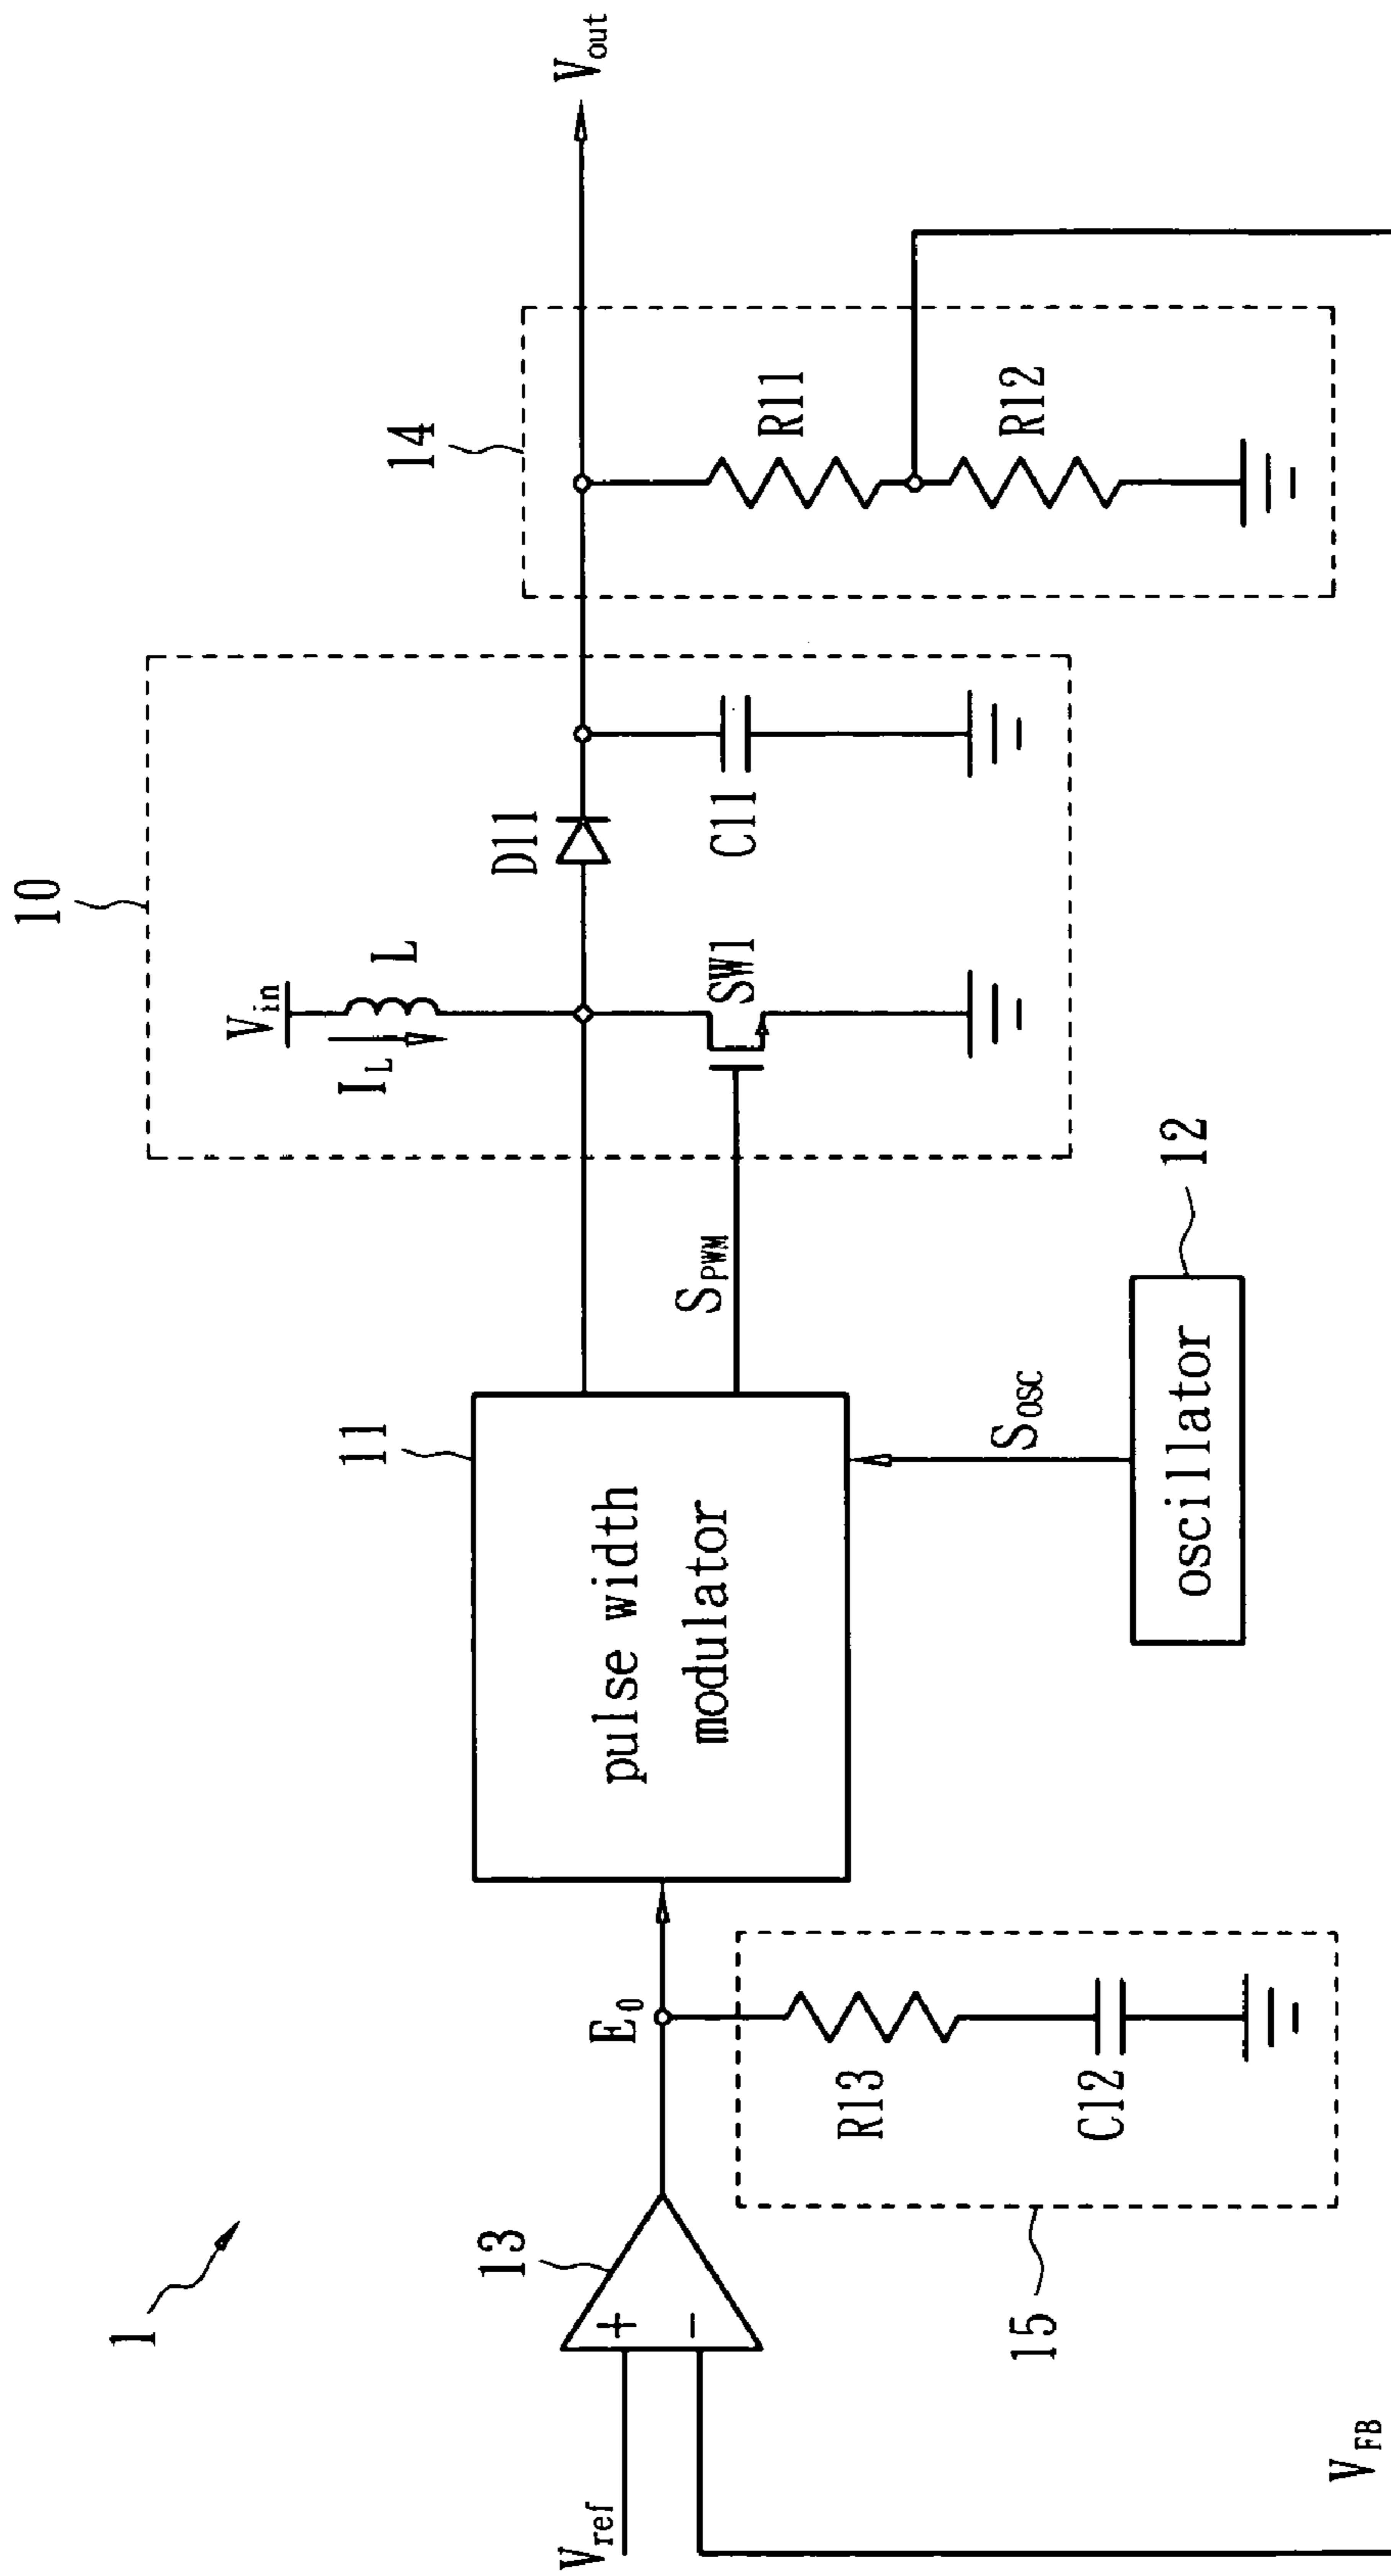 1
10
14
V_in
L
I_L
D11
V_out
11
pulse width
modulator
SW1
C11
R11
R12
S_PWM
13
+
−
E_0
V_ref
S_OSC
oscillator
12
R13
C12
15
V_FB